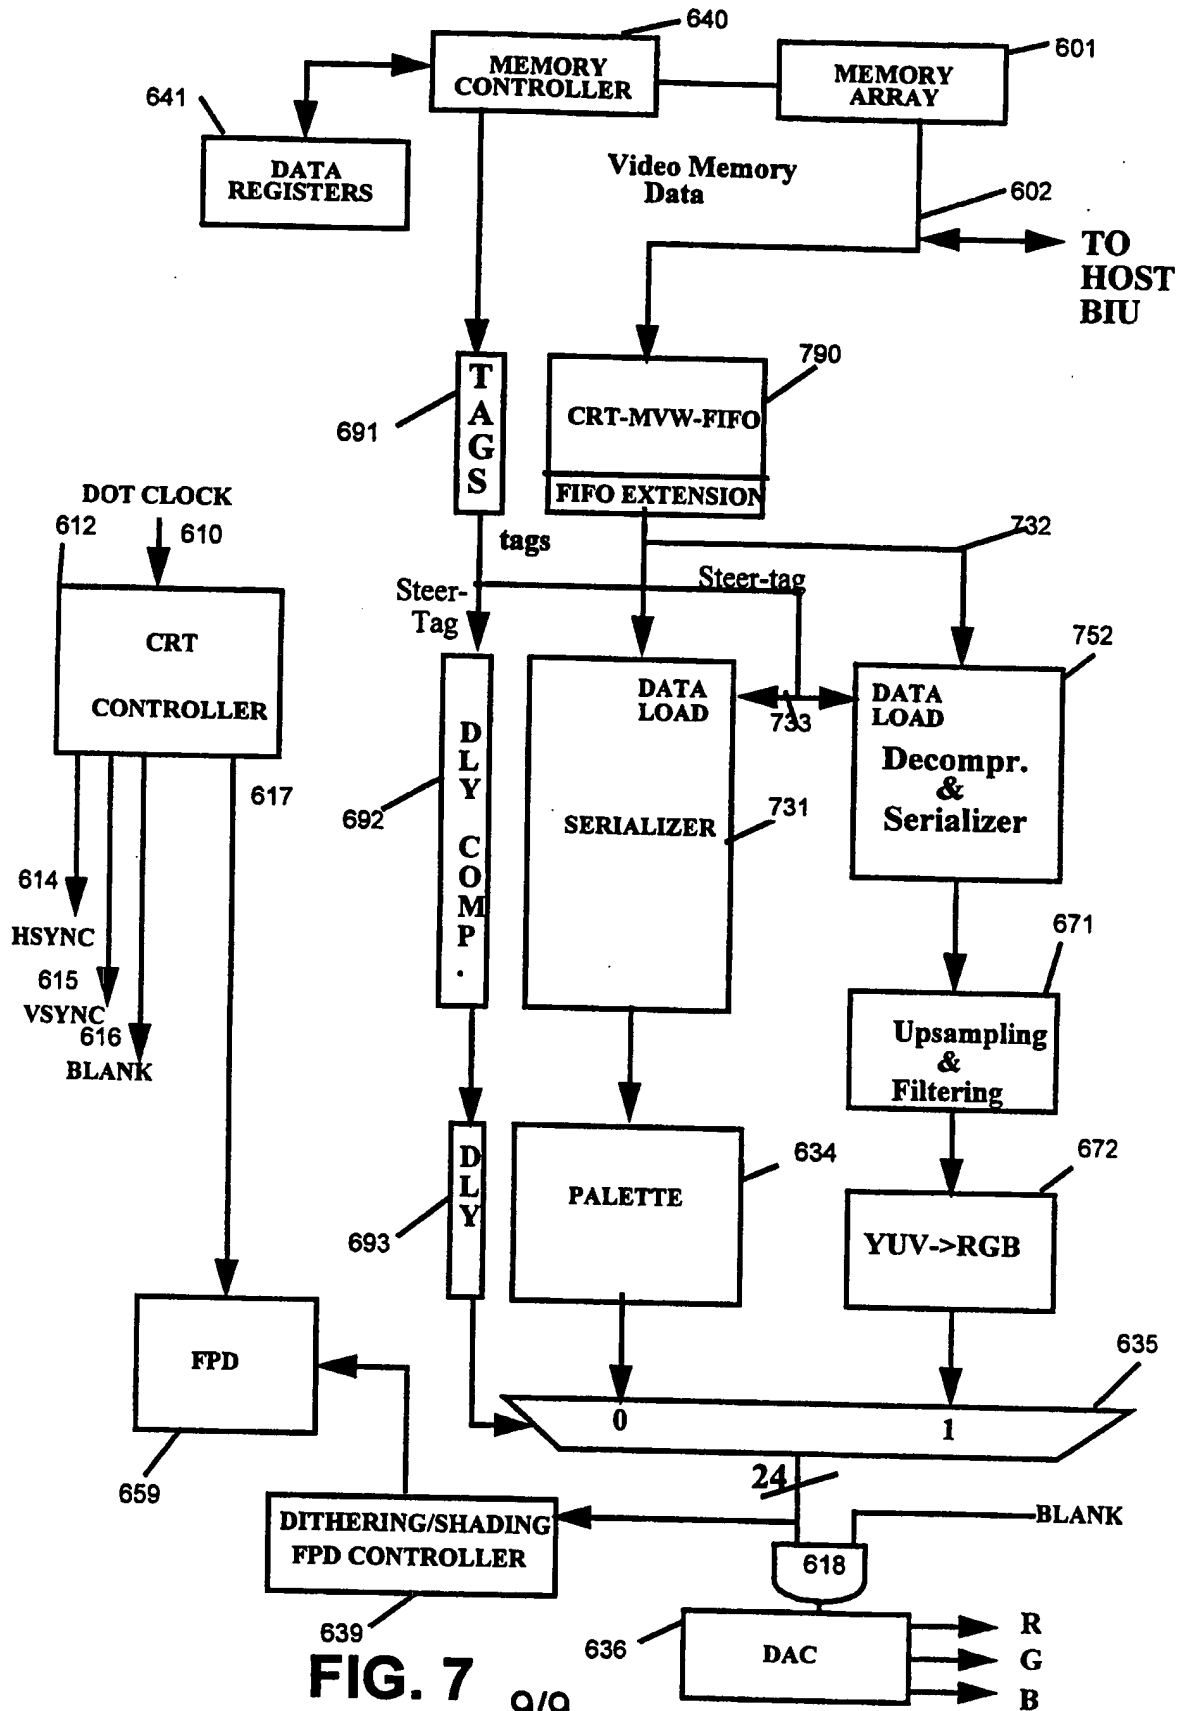 640
MEMORY
CONTROLLER
601
MEMORY
ARRAY
641
DATA
REGISTERS
Video Memory
Data
602
TO
HOST
BIU
790
TAGS
691
CRT-MVW-FIFO
FIFO EXTENSION
DOT CLOCK
612
610
tags
732
Steer-
Tag
Steer-tag
CRT
CONTROLLER
752
DATA
LOAD
733
DATA
LOAD
Decompr.
&
Serializer
DLY COMP.
692
617
SERIALIZER
731
614
HSYNC
615
VSYNC
616
BLANK
671
Upsampling
&
Filtering
DLY
693
634
PALETTE
672
YUV->RGB
FPD
635
0
1
659
24
DITHERING/SHADING
FPD CONTROLLER
BLANK
618
639
636
DAC
R
G
B
FIG. 7
9/9